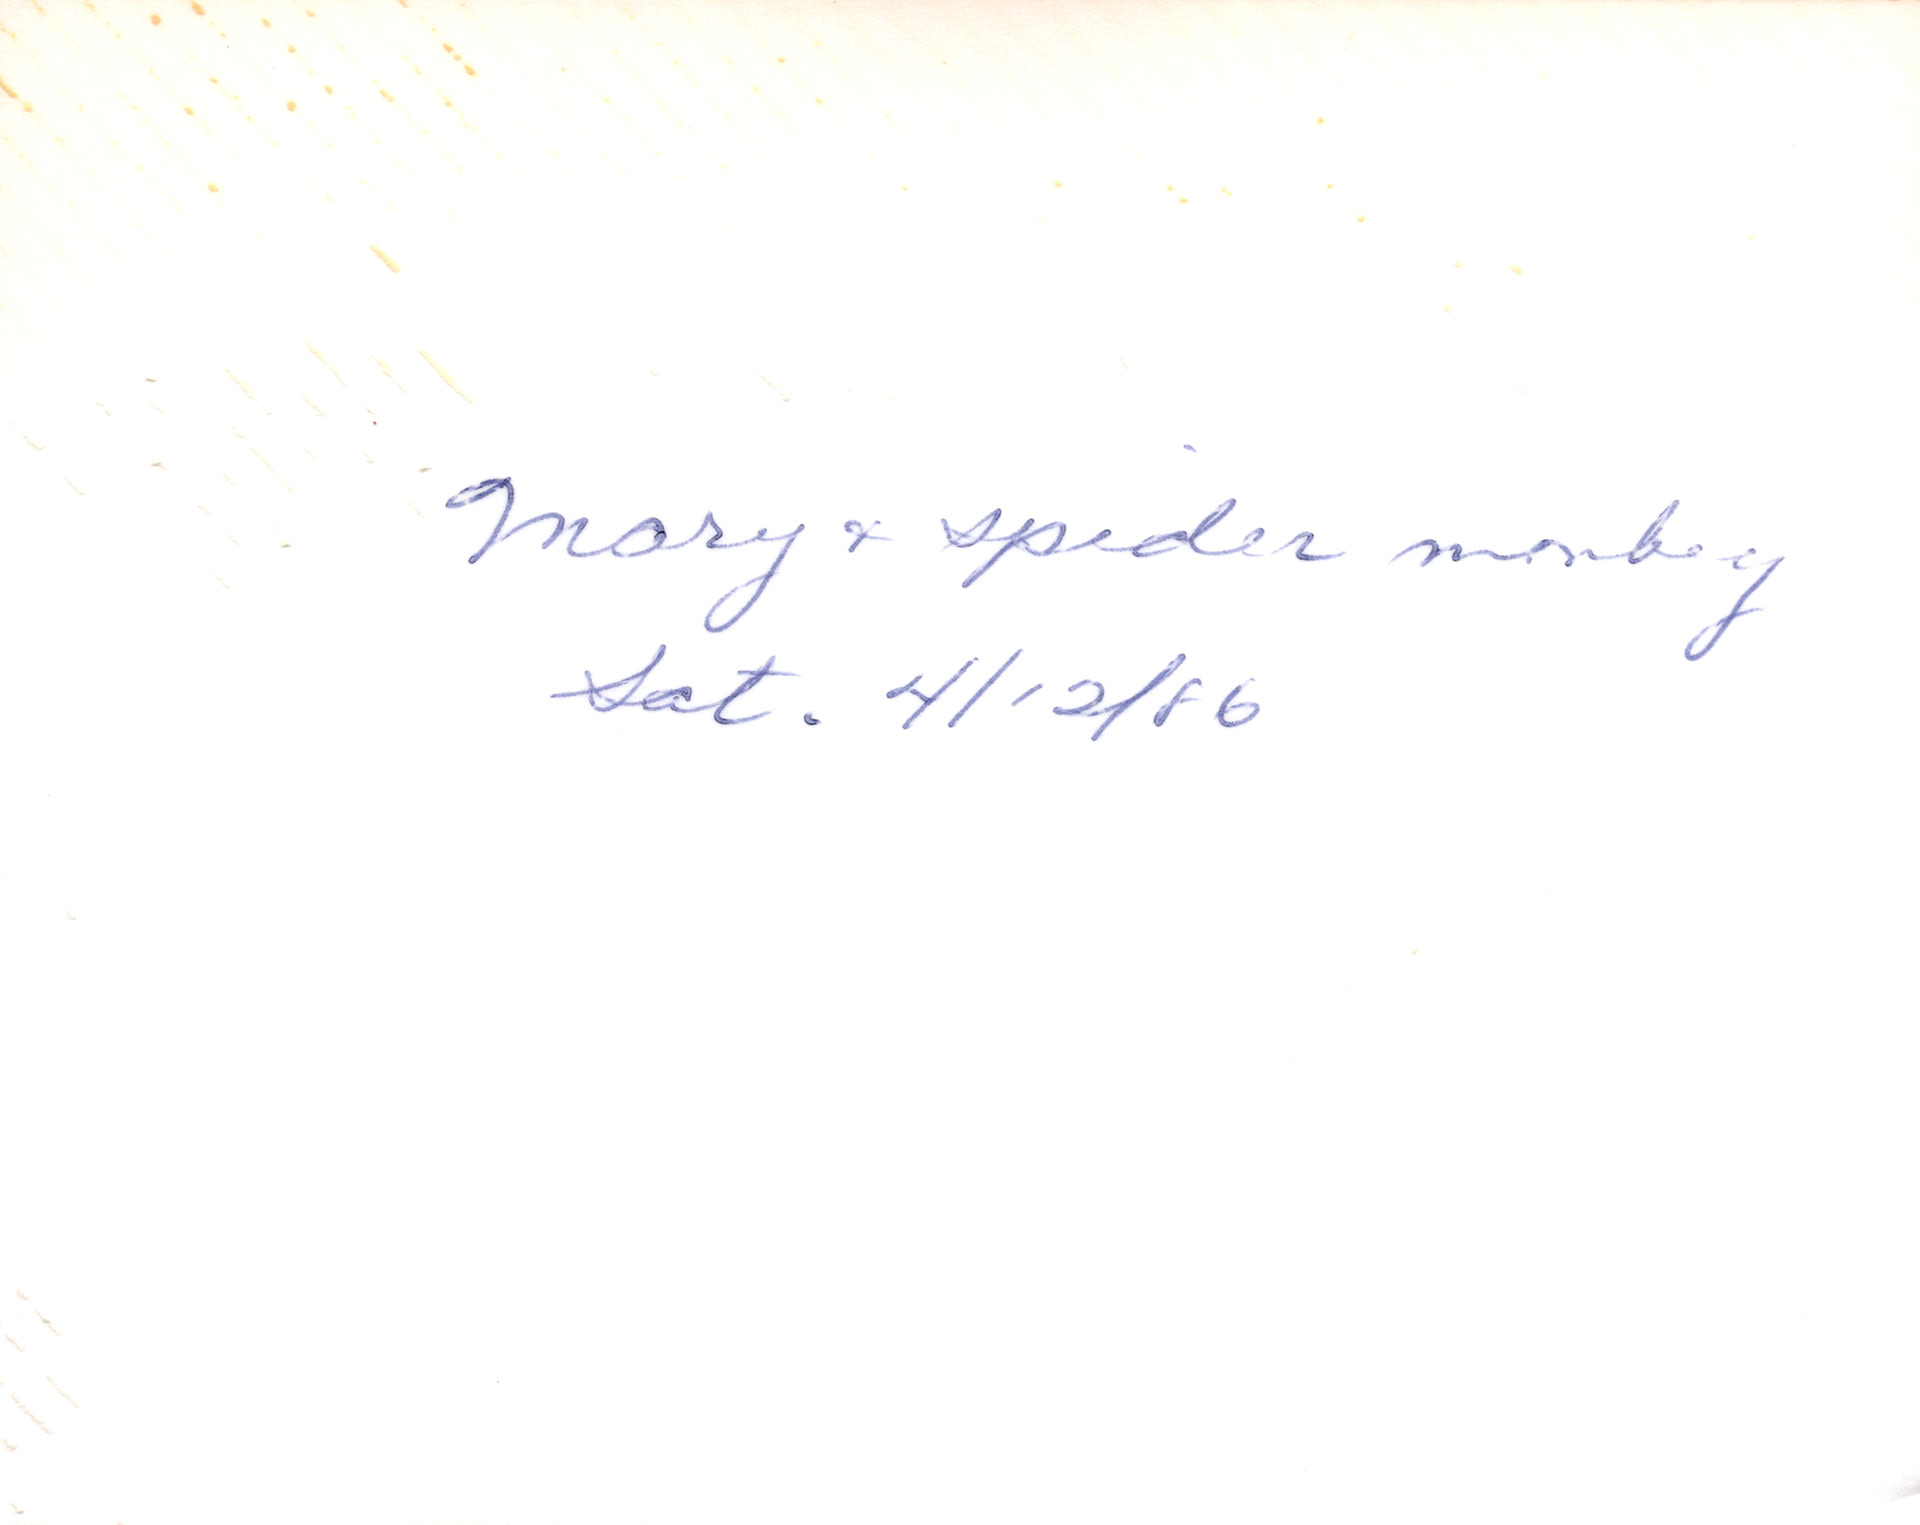 Mary & spider monkey
Sat. 4/12/86